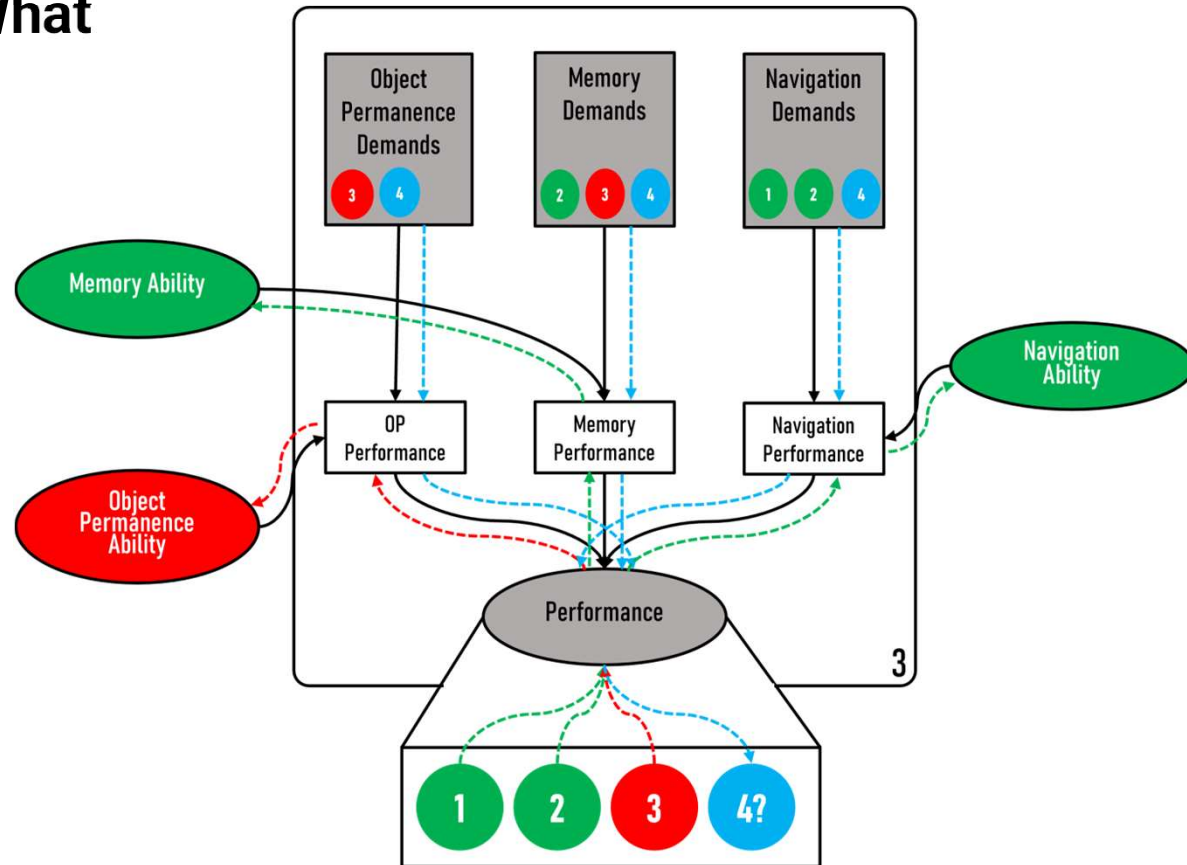 What
Object
Permanence
Demands
3 4
Memory
Demands
2 3 4
Navigation
Demands
1 2 4
Memory Ability
Navigation
Ability
OP
Performance
Memory
Performance
Navigation
Performance
Object
Permanence
Ability
Performance
3
1 2 3 4?